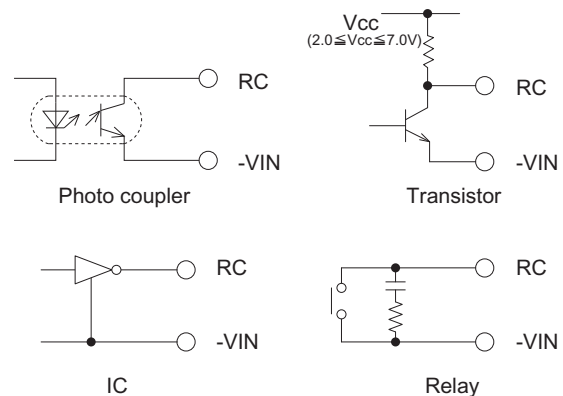 Vcc
(2.0≦Vcc≦7.0V)
RC
-VIN
Photo coupler
RC
-VIN
Transistor
RC
-VIN
IC
RC
-VIN
Relay